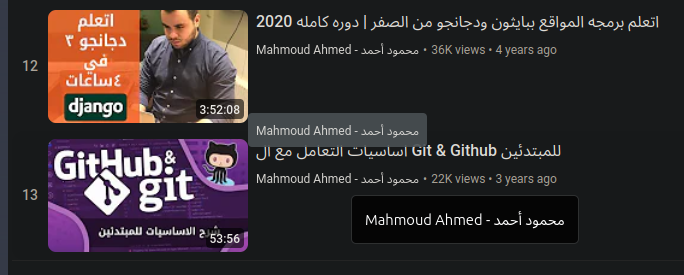 12
اتعلم
دجانجو ٣
في
٤ساعات
django
3:52:08
اتعلم برمجه المواقع ببايثون ودجانجو من الصفر | دوره كامله 2020
Mahmoud Ahmed - محمود أحمد • 36K views • 4 years ago
Mahmoud Ahmed - محمود أحمد
13
GitHub &
git
شرح الاساسيات للمبتدئين
53:56
اساسيات التعامل مع ال Git & Github للمبتدئين
Mahmoud Ahmed - محمود أحمد • 22K views • 3 years ago
Mahmoud Ahmed - محمود أحمد